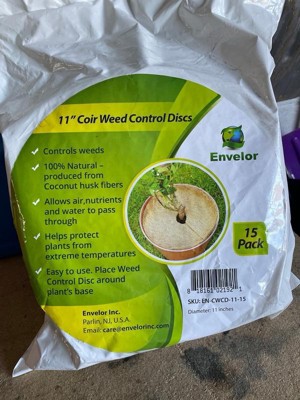 11” Coir Weed Control Discs
Controls weeds
100% Natural –
produced from
Coconut husk fibers
Allows air,nutrients
and water to pass
through
Helps protect
plants from
extreme temperatures
Easy to use. Place Weed
Control Disc around
plant's base
Envelor
15
Pack
SKU: EN-CWCD-11-15
Diameter: 11 Inches
Envelor Inc.
Parlin, NJ, U.S.A.
Email: care@envelorinc.com